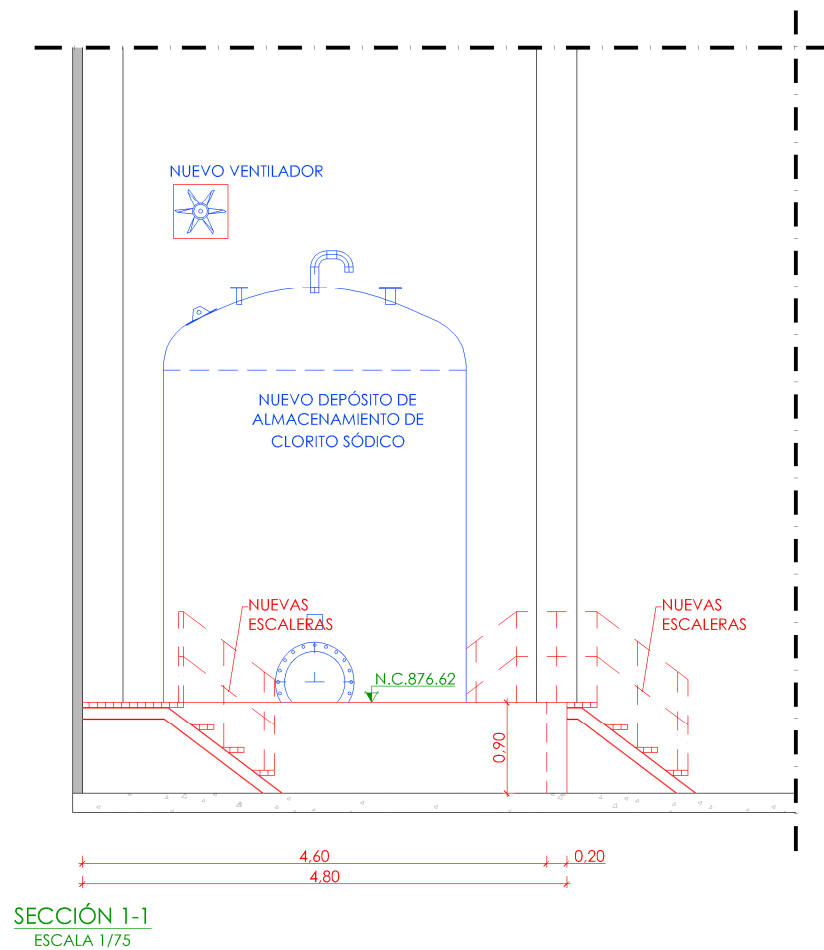 NUEVO VENTILADOR
NUEVO DEPÓSITO DE
ALMACENAMIENTO DE
CLORITO SÓDICO
NUEVAS
ESCALERAS
NUEVAS
ESCALERAS
N.C.876.62
0,90
4,60
0,20
4,80
SECCIÓN 1-1
ESCALA 1/75